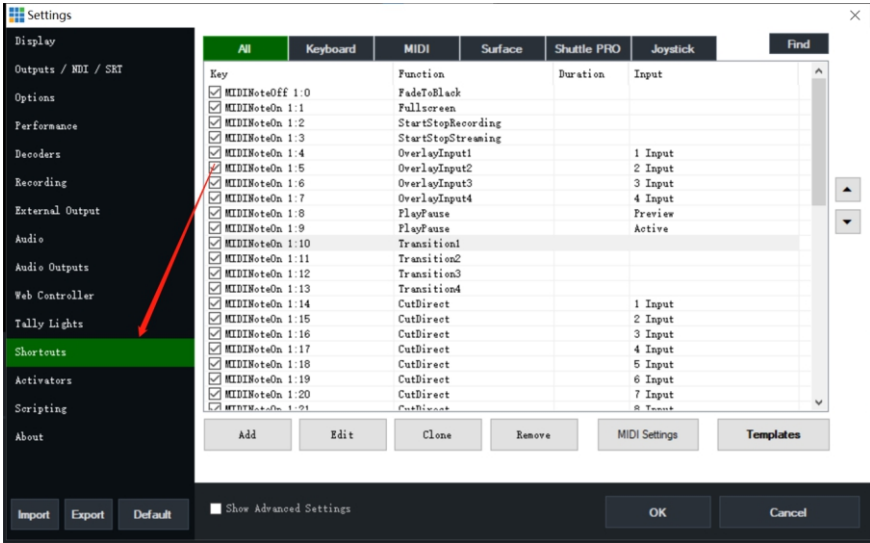 Settings
Display
Outputs / NDI / SRT
Options
Performance
Decoders
Recording
External Output
Audio
Audio Outputs
Web Controller
Tally Lights
Shortcuts
Activators
Scripting
About
Import Export Default
All Keyboard MIDI Surface Shuttle PRO Joystick Find
Key Function Duration Input
MIDINoteOff 1:0 FadeToBlack
MIDINoteOn 1:1 Fullscreen
MIDINoteOn 1:2 StartStopRecording
MIDINoteOn 1:3 StartStopStreaming
MIDINoteOn 1:4 OverlayInput1 1 Input
MIDINoteOn 1:5 OverlayInput2 2 Input
MIDINoteOn 1:6 OverlayInput3 3 Input
MIDINoteOn 1:7 OverlayInput4 4 Input
MIDINoteOn 1:8 PlayPause Preview
MIDINoteOn 1:9 PlayPause Active
MIDINoteOn 1:10 Transition1
MIDINoteOn 1:11 Transition2
MIDINoteOn 1:12 Transition3
MIDINoteOn 1:13 Transition4
MIDINoteOn 1:14 CutDirect 1 Input
MIDINoteOn 1:15 CutDirect 2 Input
MIDINoteOn 1:16 CutDirect 3 Input
MIDINoteOn 1:17 CutDirect 4 Input
MIDINoteOn 1:18 CutDirect 5 Input
MIDINoteOn 1:19 CutDirect 6 Input
MIDINoteOn 1:20 CutDirect 7 Input
MIDINoteOn 1:21 CutDirect 8 Input
Add Edit Clone Remove MIDI Settings Templates
Show Advanced Settings
OK Cancel